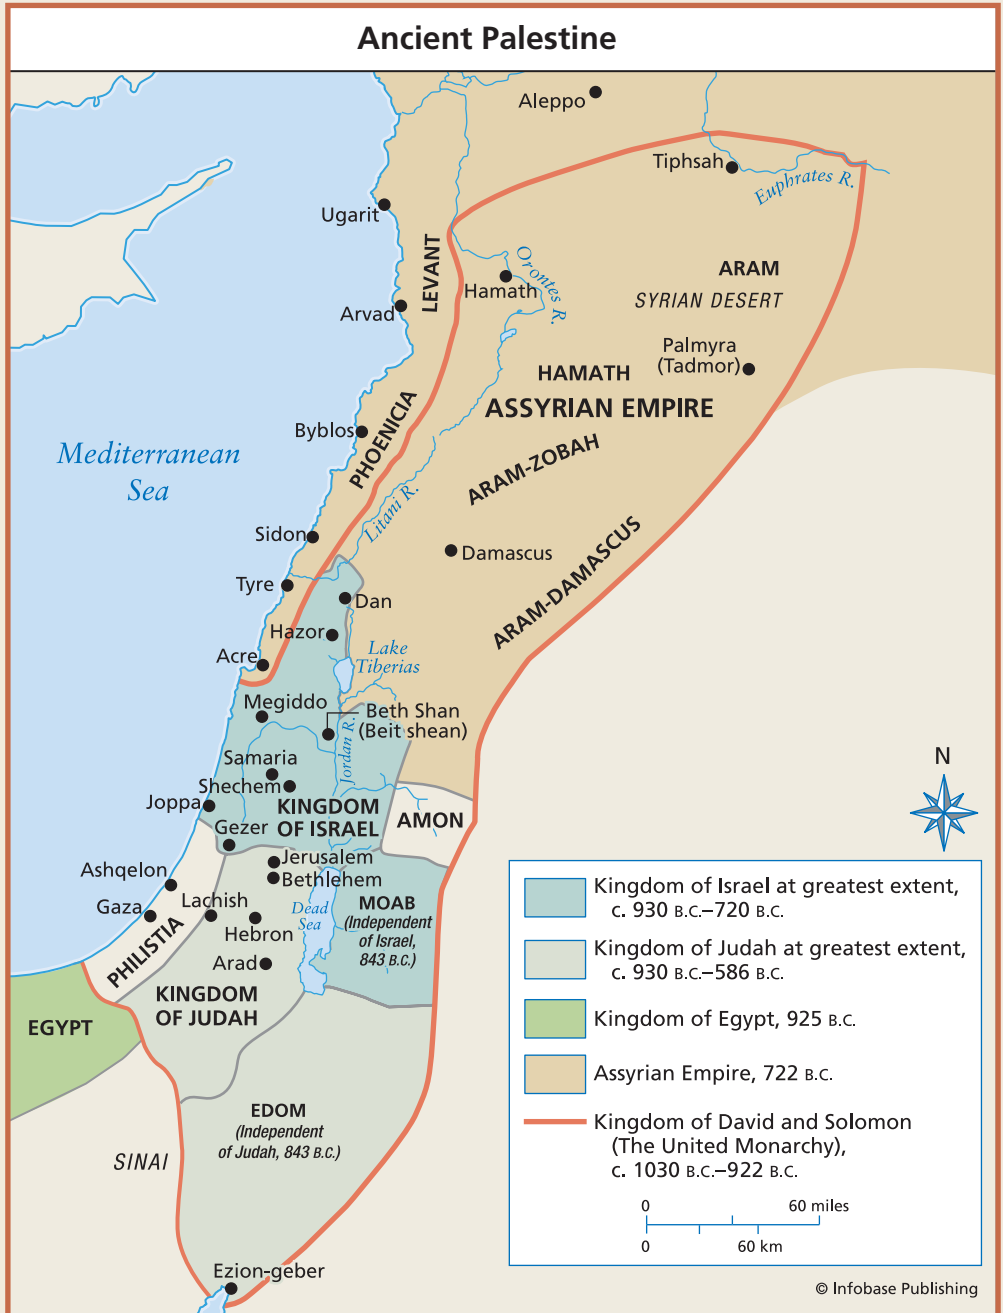 Ancient Palestine
Aleppo
Tiphsah
Euphrates R.
Ugarit
LEVANT
Orontes R.
ARAM
Hamath
SYRIAN DESERT
Arvad
Palmyra
(Tadmor)
HAMATH
ASSYRIAN EMPIRE
PHOENICIA
Byblos
Mediterranean
Sea
ARAM-ZOBAH
Litani R.
Sidon
Damascus
ARAM-DAMASCUS
Tyre
Dan
Hazor
Lake
Tiberias
Acre
Megiddo
Beth Shan
(Beit shean)
Jordan R.
Samaria
Shechem
Joppa
KINGDOM
OF ISRAEL
AMON
Gezer
Jerusalem
Bethlehem
Ashqelon
Lachish
Gaza
Dead
Sea
MOAB
(Independent
of Israel,
843 B.C.)
Hebron
PHILISTIA
Arad
KINGDOM
OF JUDAH
EGYPT
EDOM
(Independent
of Judah, 843 B.C.)
SINAI
Ezion-geber
N
Kingdom of Israel at greatest extent,
c. 930 B.C.–720 B.C.
Kingdom of Judah at greatest extent,
c. 930 B.C.–586 B.C.
Kingdom of Egypt, 925 B.C.
Assyrian Empire, 722 B.C.
Kingdom of David and Solomon
(The United Monarchy),
c. 1030 B.C.–922 B.C.
0 60 miles
0 60 km
© Infobase Publishing